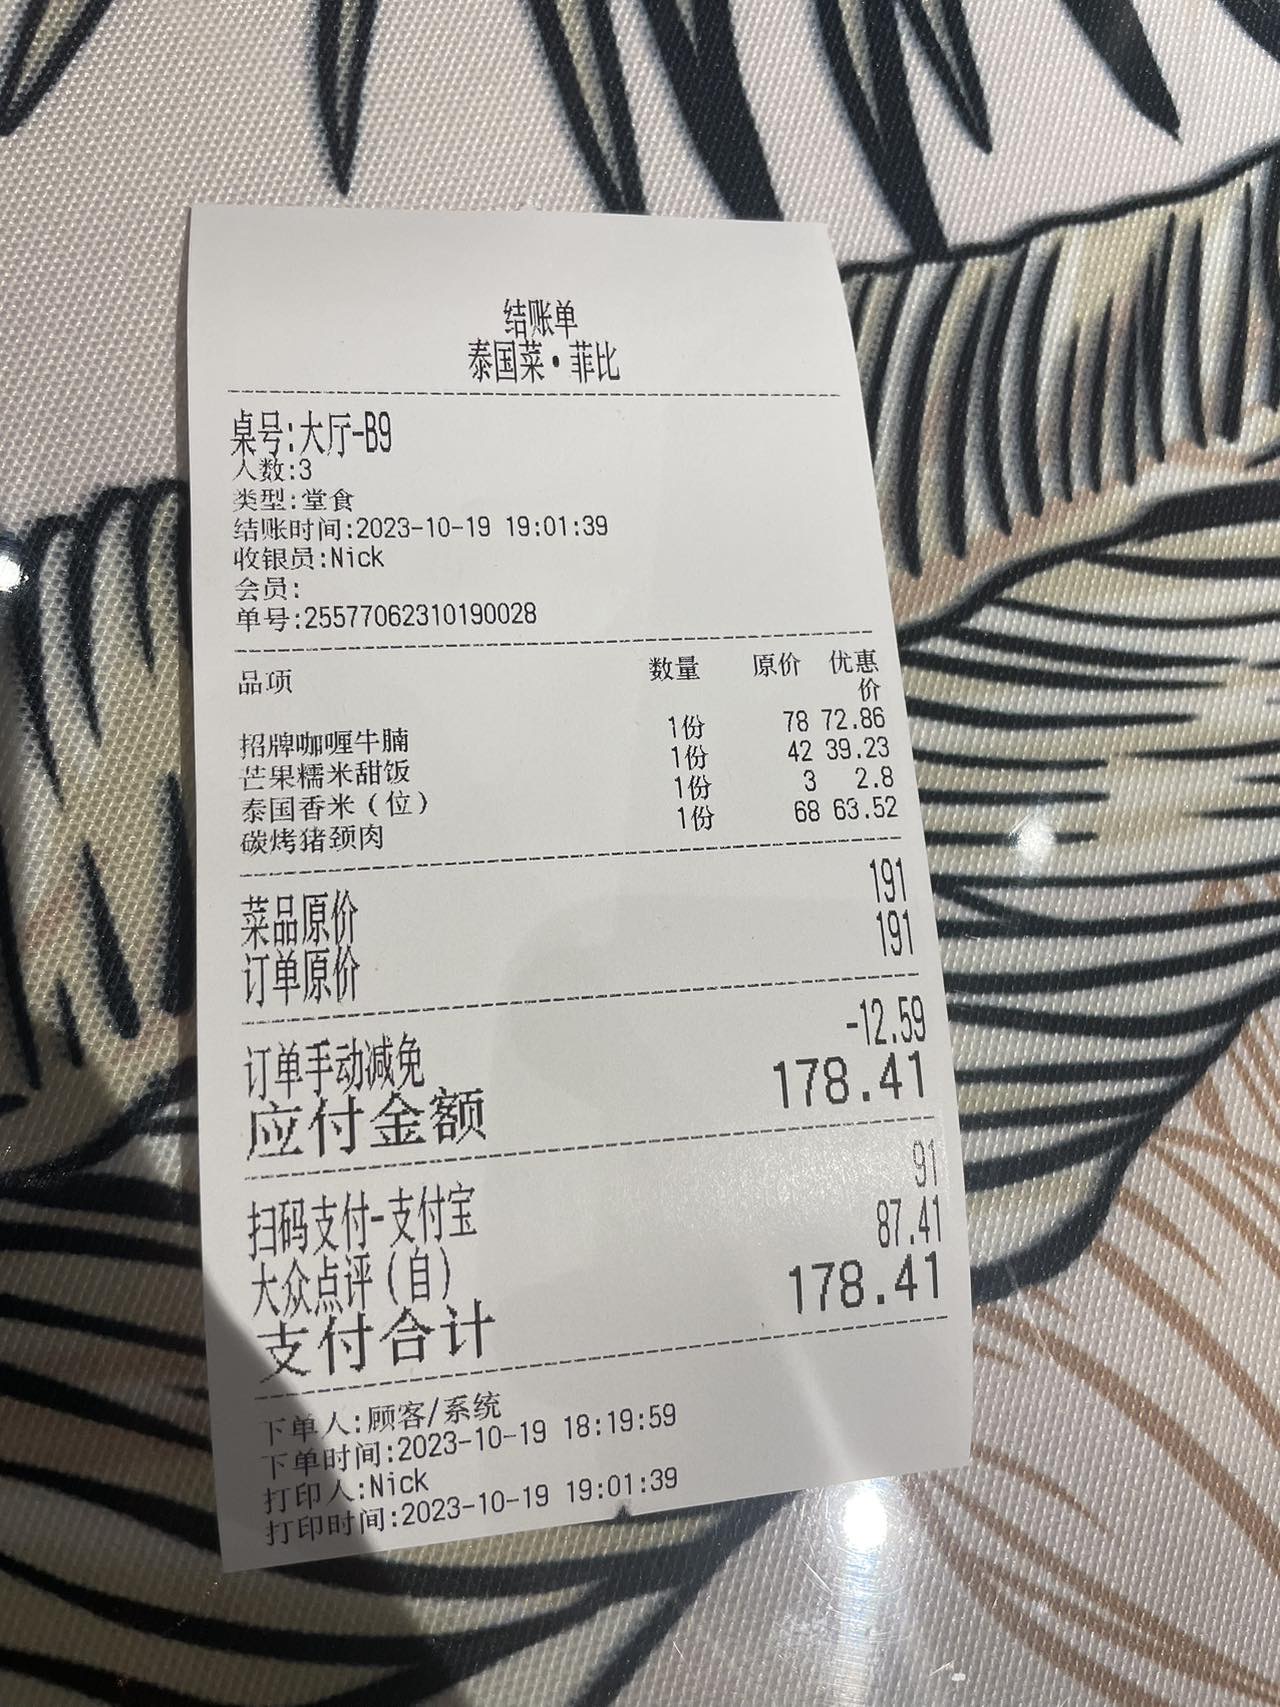 结账单
泰国菜•菲比
桌号:大厅-B9
人数:3
类型:堂食
结账时间:2023-10-19 19:01:39
收银员:Nick
会员:
单号:25577062310190028
品项 数量 原价 优惠价
招牌咖喱牛腩 1份 78 72.86
芒果糯米甜饭 1份 42 39.23
泰国香米（位） 1份 3 2.8
碳烤猪颈肉 1份 68 63.52
菜品原价 191
订单原价 191
订单手动减免 -12.59
应付金额 178.41
扫码支付-支付宝 91
大众点评(自) 87.41
支付合计 178.41
下单人:顾客/系统
下单时间:2023-10-19 18:19:59
打印人:Nick
打印时间:2023-10-19 19:01:39